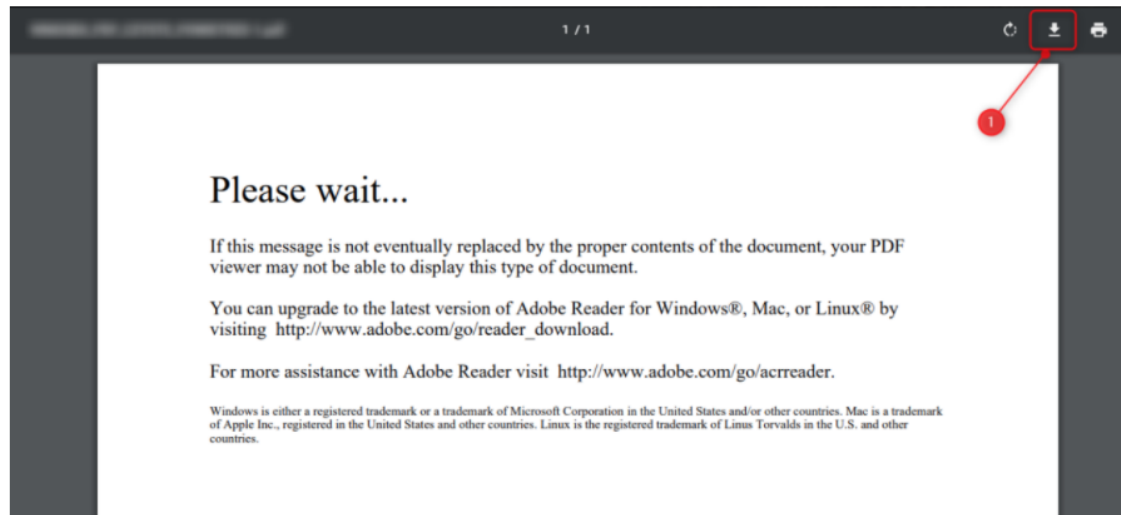 1 / 1
1
Please wait...
If this message is not eventually replaced by the proper contents of the document, your PDF
viewer may not be able to display this type of document.
You can upgrade to the latest version of Adobe Reader for Windows®, Mac, or Linux® by
visiting  http://www.adobe.com/go/reader_download.
For more assistance with Adobe Reader visit  http://www.adobe.com/go/acrreader.
Windows is either a registered trademark or a trademark of Microsoft Corporation in the United States and/or other countries. Mac is a trademark
of Apple Inc., registered in the United States and other countries. Linux is the registered trademark of Linus Torvalds in the U.S. and other
countries.